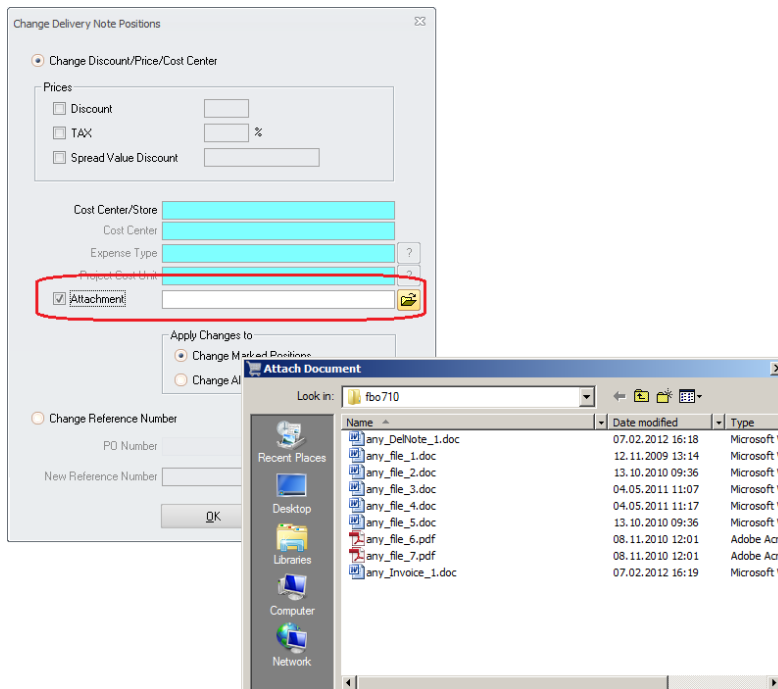 Change Delivery Note Positions
Change Discount/Price/Cost Center
Prices
Discount
TAX %
Spread Value Discount
Cost Center/Store
Cost Center
Expense Type ?
Project Cost Unit ?
Attachment
Apply Changes to
Change Marked Positions
Change Al
Change Reference Number
PO Number
New Reference Number
OK
Attach Document
Look in: fbo710
Name Date modified Type
any_DelNote_1.doc 07.02.2012 16:18 Microsoft
any_file_1.doc 12.11.2009 13:14 Microsoft
any_file_2.doc 13.10.2010 09:36 Microsoft
any_file_3.doc 04.05.2011 11:07 Microsoft
any_file_4.doc 04.05.2011 11:17 Microsoft
any_file_5.doc 13.10.2010 09:36 Microsoft
any_file_6.pdf 08.11.2010 12:01 Adobe Acr
any_file_7.pdf 08.11.2010 12:01 Adobe Acr
any_Invoice_1.doc 07.02.2012 16:19 Microsoft
Recent Places
Desktop
Libraries
Computer
Network